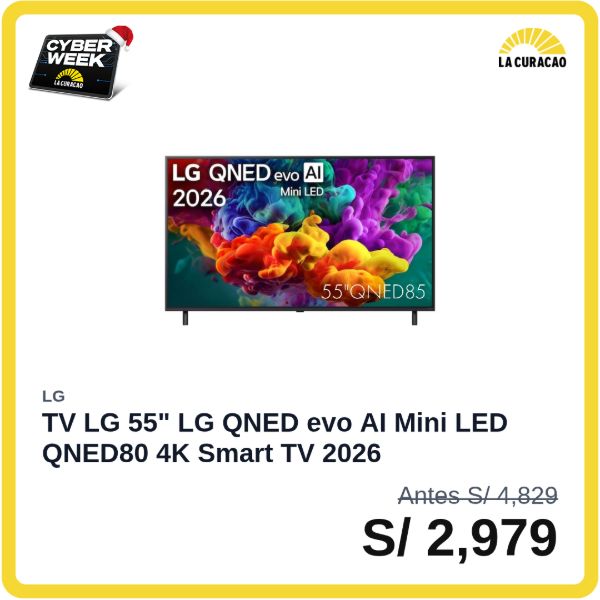 CYBER
WEEK
LA CURACAO
LA CURACAO
LG QNED evo AI
Mini LED
2026
55"QNED85
LG
TV LG 55" LG QNED evo AI Mini LED
QNED80 4K Smart TV 2026
Antes S/ 4,829
S/ 2,979